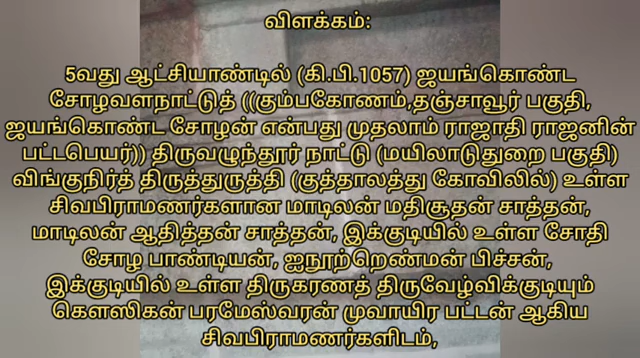 விளக்கம்:
5வது ஆட்சியாண்டில் (கி.பி.1057) ஜயங்கொண்ட
சோழவளநாட்டுத் ((கும்பகோணம்,தஞ்சாவூர் பகுதி,
ஜயங்கொண்ட சோழன் என்பது முதலாம் ராஜாதி ராஜனின்
பட்டபெயர்)) திருவழுந்தூர் நாட்டு (மயிலாடுதுறை பகுதி)
விங்குநிர்த் திருத்துருத்தி (குத்தாலத்து கோவிலில்) உள்ள
சிவபிராமணர்களான மாடிலன் மதிசூதன் சாத்தன்,
மாடிலன் ஆதித்தன் சாத்தன், இக்குடியில் உள்ள சோதி
சோழ பாண்டியன், ஐநூற்றெண்மன் பிச்சன்,
இக்குடியில் உள்ள திருகரணத் திருவேழ்விக்குடியும்
கௌஸிகன் பரமேஸ்வரன் முவாயிர பட்டன் ஆகிய
சிவபிராமணர்களிடம்,